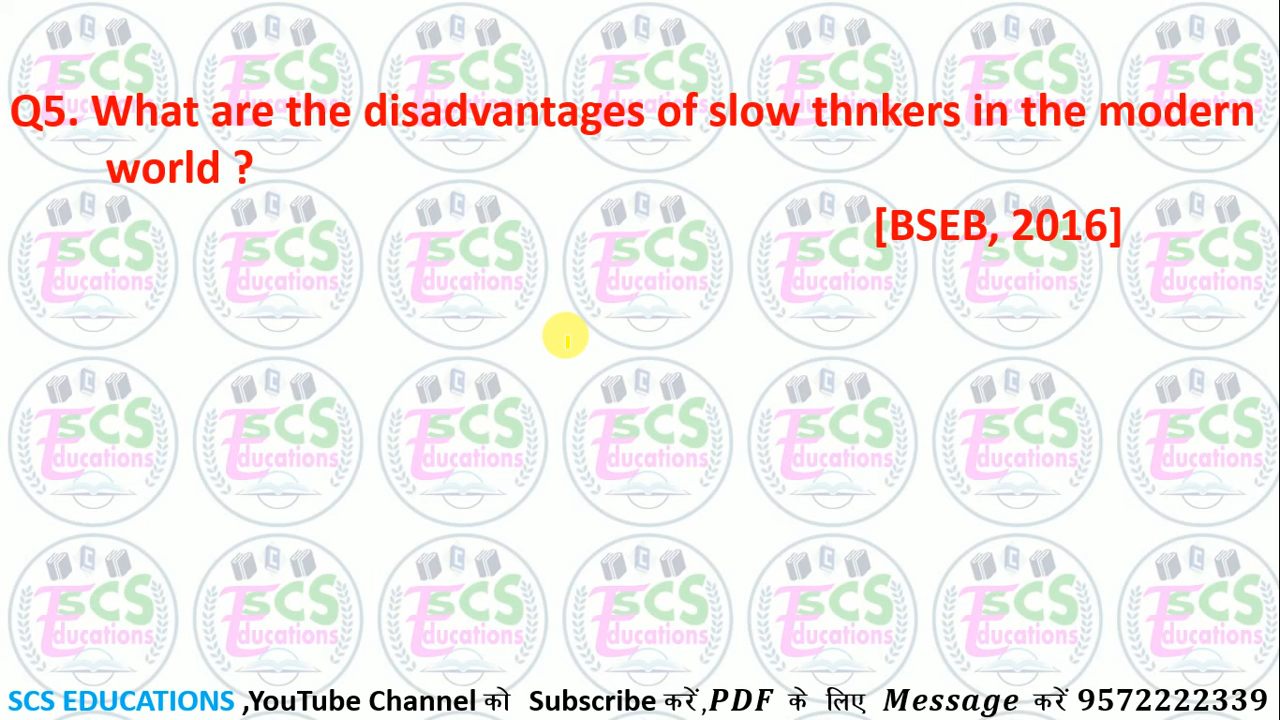 Q5. What are the disadvantages of slow thnkers in the modern
world ?
[BSEB, 2016]
SCS EDUCATIONS ,YouTube Channel को Subscribe करें,PDF के लिए Message करें 9572222339